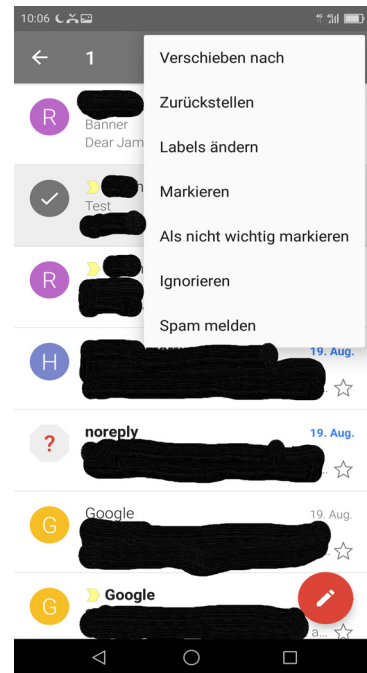 10:06
1
Verschieben nach
Zurückstellen
Labels ändern
Markieren
Als nicht wichtig markieren
Ignorieren
Spam melden
R
Banner
Dear Jam
Test
R
H
19. Aug.
?
noreply
19. Aug.
G
Google
19. Aug.
G
Google
a...